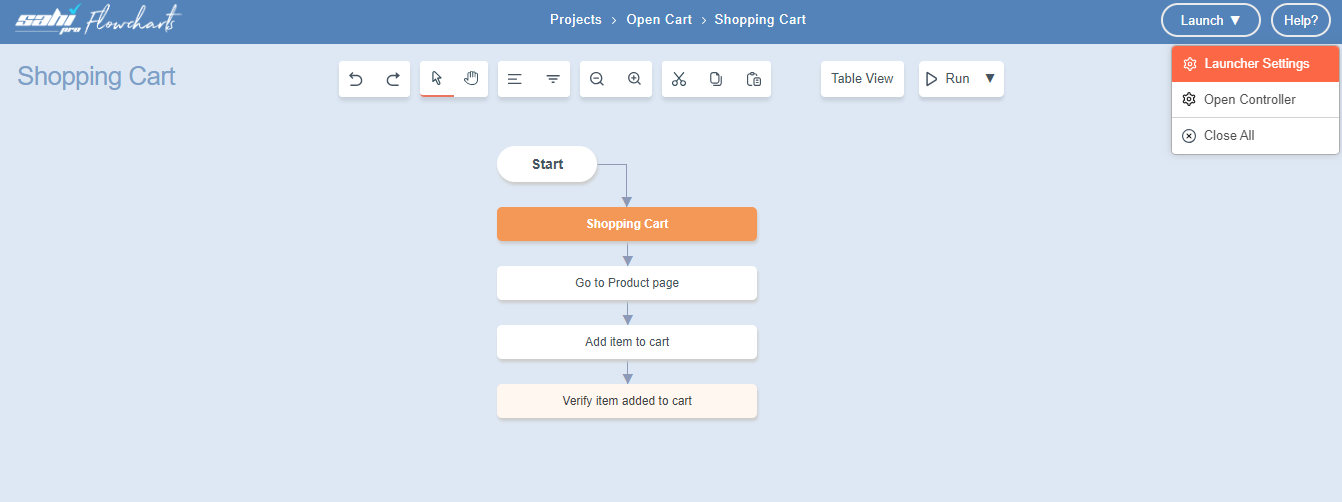 sahi pro Flowcharts
Projects > Open Cart > Shopping Cart
Launch ▼
Help?
Shopping Cart
Table View
Run ▼
Launcher Settings
Open Controller
Close All
Start
Shopping Cart
Go to Product page
Add item to cart
Verify item added to cart